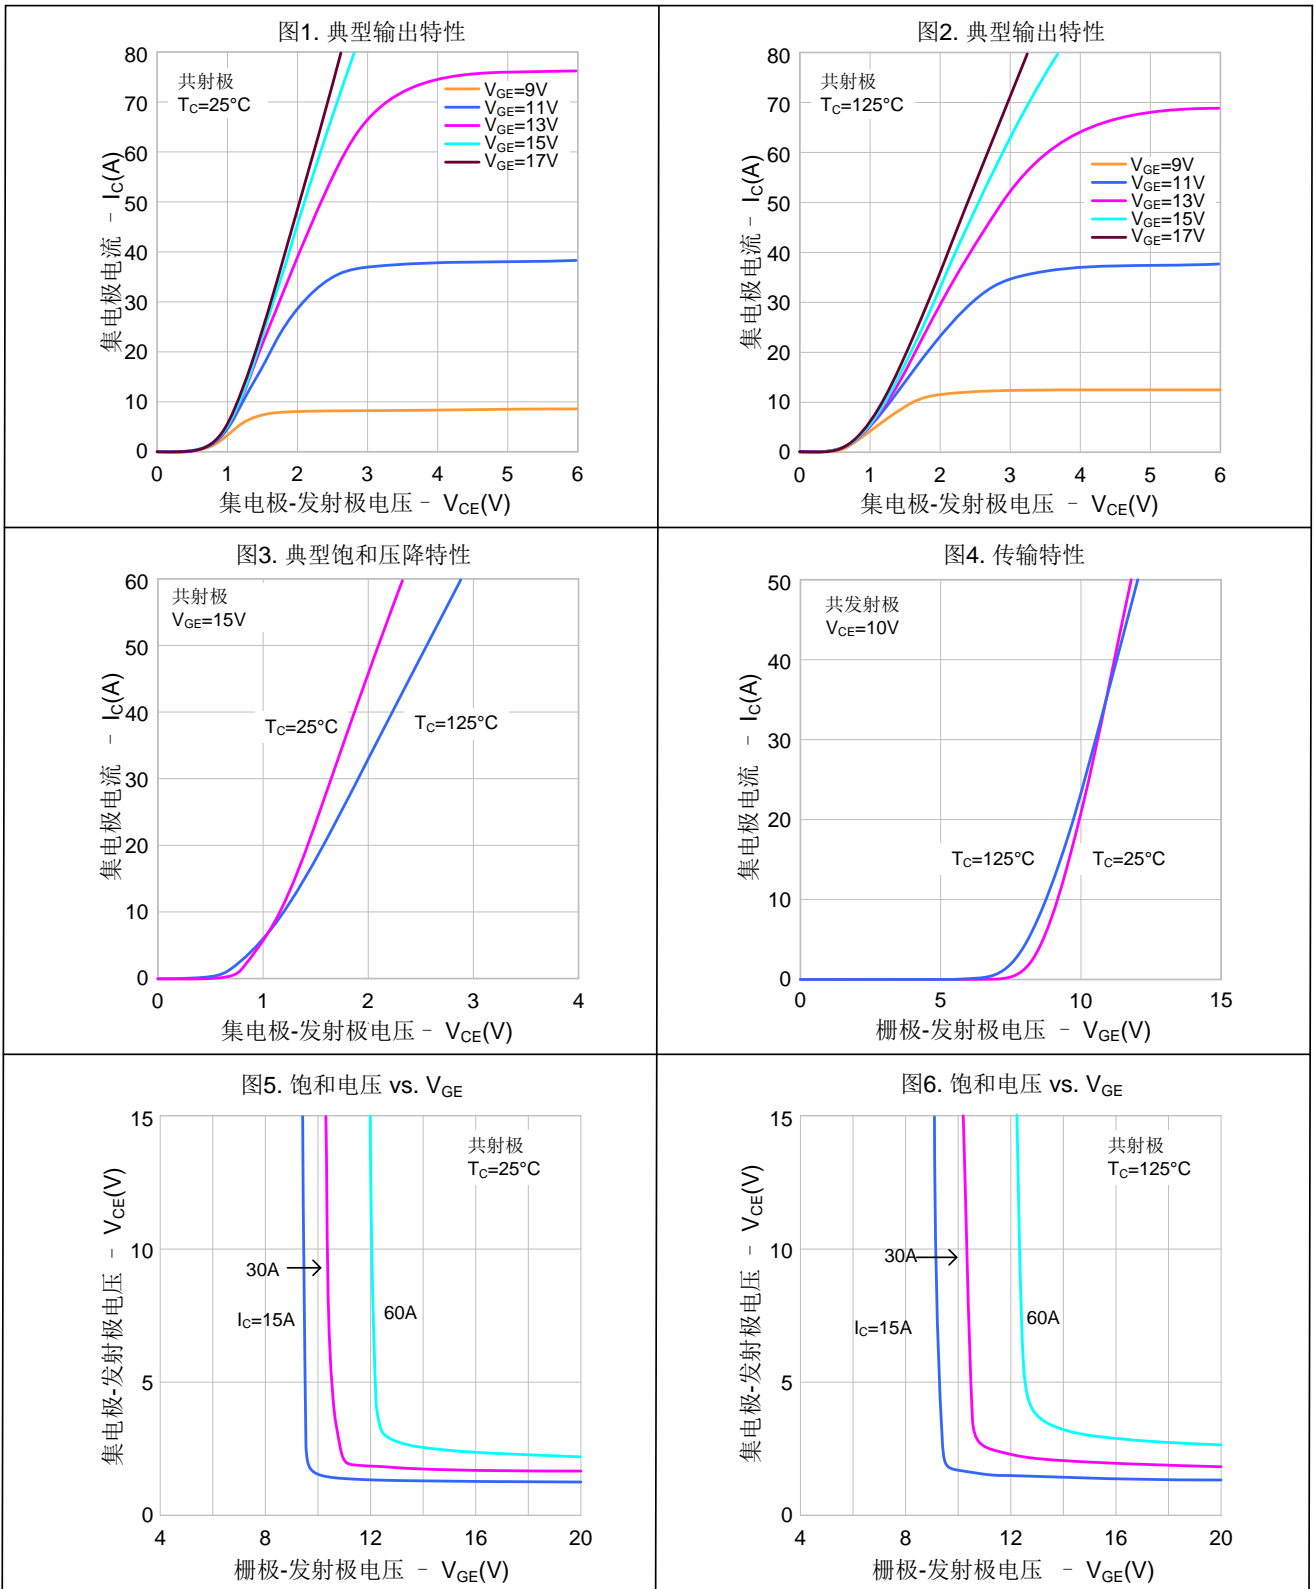 图1. 典型输出特性
共射极
TC=25°C
VGE=9V
VGE=11V
VGE=13V
VGE=15V
VGE=17V
集电极电流 - IC(A)
80
70
60
50
40
30
20
10
0
0 1 2 3 4 5 6
集电极-发射极电压 - VCE(V)
图2. 典型输出特性
共射极
TC=125°C
VGE=9V
VGE=11V
VGE=13V
VGE=15V
VGE=17V
集电极电流 - IC(A)
80
70
60
50
40
30
20
10
0
0 1 2 3 4 5 6
集电极-发射极电压 - VCE(V)
图3. 典型饱和压降特性
共射极
VGE=15V
TC=25°C
TC=125°C
集电极电流 - IC(A)
60
50
40
30
20
10
0
0 1 2 3 4
集电极-发射极电压 - VCE(V)
图4. 传输特性
共发射极
VCE=10V
TC=125°C
TC=25°C
集电极电流 - IC(A)
50
40
30
20
10
0
0 5 10 15
栅极-发射极电压 - VGE(V)
图5. 饱和电压 vs. VGE
共射极
TC=25°C
30A
IC=15A
60A
集电极-发射极电压 - VCE(V)
15
10
5
0
4 8 12 16 20
栅极-发射极电压 - VGE(V)
图6. 饱和电压 vs. VGE
共射极
TC=125°C
30A
IC=15A
60A
集电极-发射极电压 - VCE(V)
15
10
5
0
4 8 12 16 20
栅极-发射极电压 - VGE(V)